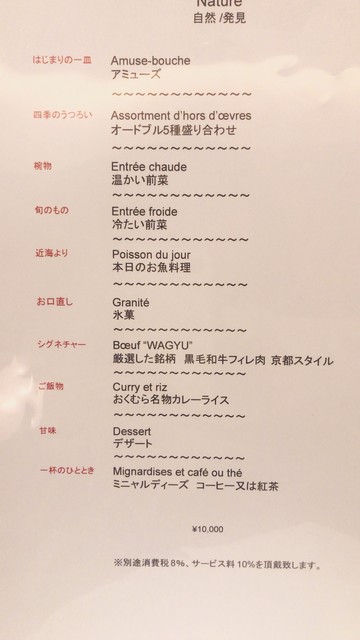 Nature
自然 /発見
はじまりの一皿 Amuse-bouche
アミューズ
～～～～～～～～～～～～
四季のうつろい Assortment d'hors d'œvres
オードブル5種盛り合わせ
～～～～～～～～～～～～
椀物 Entrée chaude
温かい前菜
～～～～～～～～～～～～
旬のもの Entrée froide
冷たい前菜
～～～～～～～～～～～～
近海より Poisson du jour
本日のお魚料理
～～～～～～～～～～～～
お口直し Granité
氷菓
～～～～～～～～～～～～
シグネチャー Bœuf “WAGYU”
厳選した銘柄 黒毛和牛フィレ肉 京都スタイル
～～～～～～～～～～～～
ご飯物 Curry et riz
おくむら名物カレーライス
～～～～～～～～～～～～
甘味 Dessert
デザート
～～～～～～～～～～～～
一杯のひととき Mignardises et café ou thé
ミニャルディーズ コーヒー又は紅茶
¥10,000
※別途消費税8%、サービス料10%を頂戴致します。